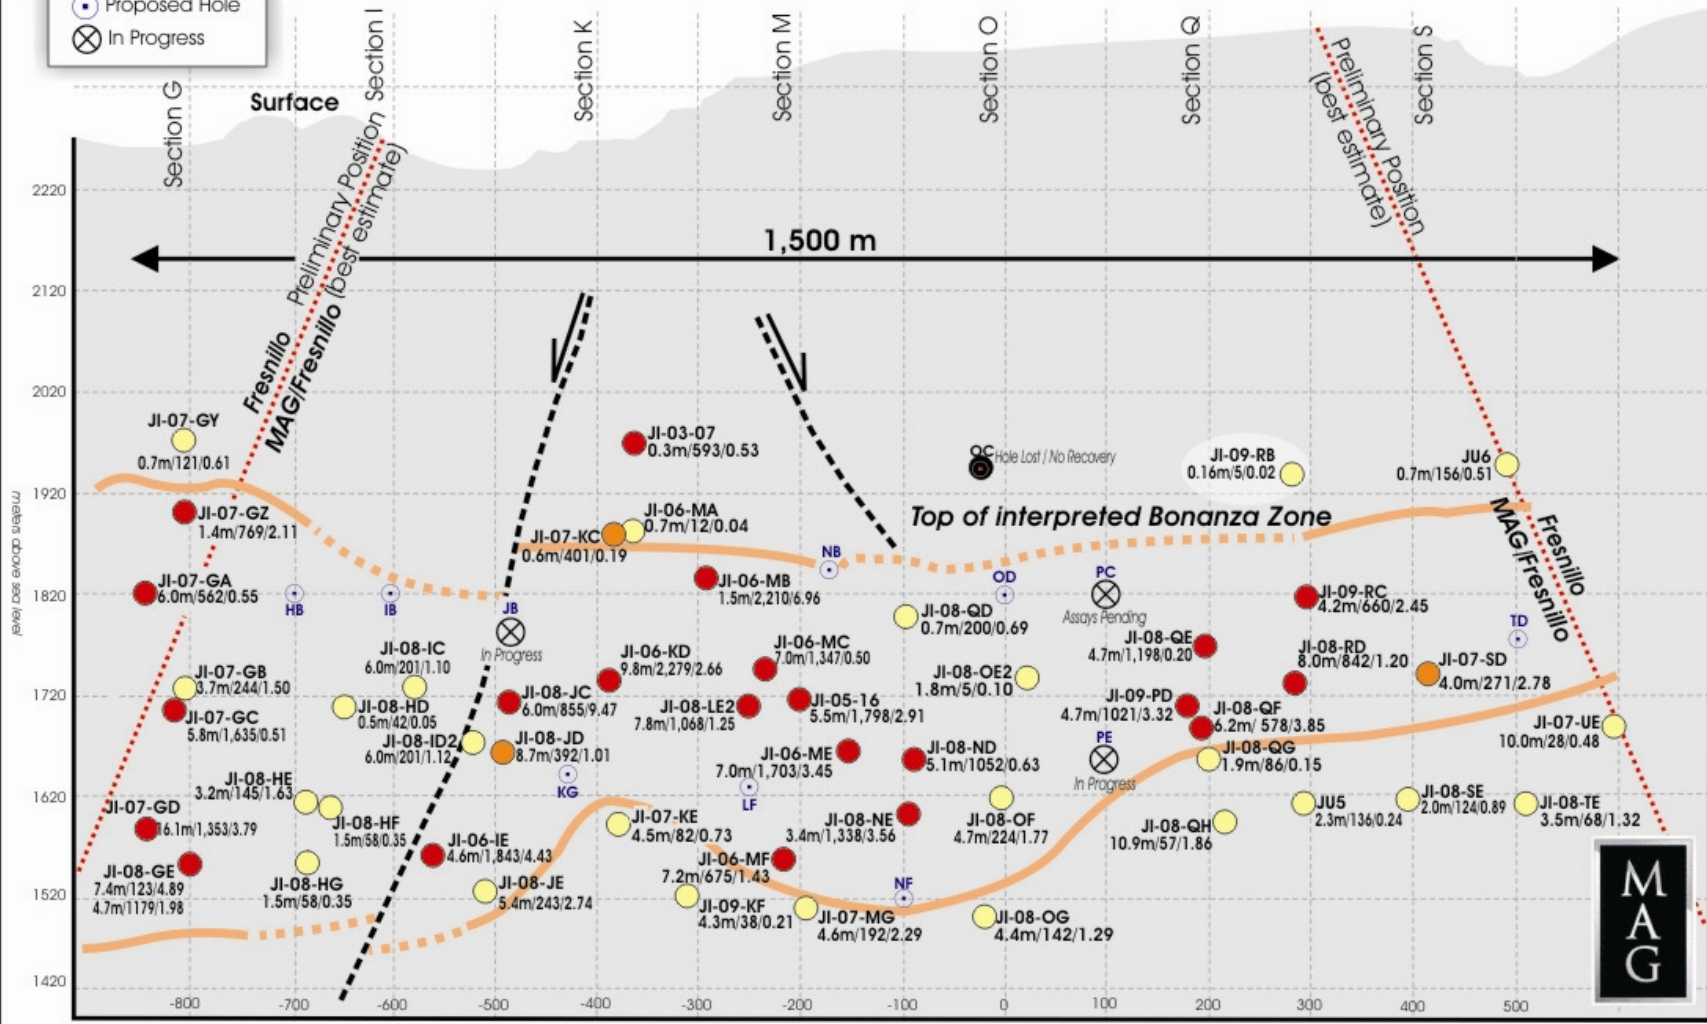 Proposed Hole
In Progress
Surface
Section G
Section I
Section K
Section M
Section O
Section Q
Section S
Preliminary Position
(best estimate)
Preliminary Position
(best estimate)
1,500 m
Fresnillo
MAG/Fresnillo
2220
2120
2020
1920
1820
1720
1620
1520
1420
meters above sea level
JI-07-GY
0.7m/121/0.61
JI-07-GZ
1.4m/769/2.11
JI-07-GA
6.0m/562/0.55
HB
IB
JB
In Progress
JI-07-GB
3.7m/244/1.50
JI-07-GC
5.8m/1,635/0.51
JI-08-IC
6.0m/201/1.10
JI-08-HD
0.5m/42/0.05
JI-08-ID2
6.0m/201/1.12
JI-08-HE
3.2m/145/1.63
JI-08-HF
1.5m/58/0.35
JI-07-GD
16.1m/1,353/3.79
JI-08-GE
7.4m/123/4.89
4.7m/1179/1.98
JI-08-HG
1.5m/58/0.35
JI-06-IE
4.6m/1,843/4.43
JI-08-JE
5.4m/243/2.74
JI-08-JC
6.0m/855/9.47
JI-08-JD
8.7m/392/1.01
KG
JI-03-07
0.3m/593/0.53
JI-06-MA
0.7m/12/0.04
JI-07-KC
0.6m/401/0.19
JI-06-MB
1.5m/2,210/6.96
NB
JI-06-KD
9.8m/2,279/2.66
JI-06-MC
7.0m/1,347/0.50
JI-08-LE2
7.8m/1,068/1.25
JI-05-16
5.5m/1,798/2.91
JI-06-ME
7.0m/1,703/3.45
LF
JI-07-KE
4.5m/82/0.73
JI-08-NE
3.4m/1,338/3.56
JI-06-MF
7.2m/675/1.43
JI-09-KF
4.3m/38/0.21
JI-07-MG
4.6m/192/2.29
NF
OC
Hole Lost / No Recovery
Top of interpreted Bonanza Zone
OD
JI-08-QD
0.7m/200/0.69
JI-08-OE2
1.8m/5/0.10
JI-08-ND
5.1m/1052/0.63
JI-08-OF
4.7m/224/1.77
JI-08-OG
4.4m/142/1.29
PC
Assays Pending
PE
In Progress
JI-09-RB
0.16m/5/0.02
JU6
0.7m/156/0.51
JI-09-RC
4.2m/660/2.45
JI-08-QE
4.7m/1,198/0.20
JI-08-RD
8.0m/842/1.20
JI-09-PD
4.7m/1021/3.32
JI-08-QF
6.2m/ 578/3.85
JI-08-QG
1.9m/86/0.15
JI-08-QH
10.9m/57/1.86
JU5
2.3m/136/0.24
JI-07-SD
4.0m/271/2.78
JI-08-SE
2.0m/124/0.89
TD
JI-07-UE
10.0m/28/0.48
JI-08-TE
3.5m/68/1.32
Fresnillo
MAG/Fresnillo
MAG
-800
-700
-600
-500
-400
-300
-200
-100
0
100
200
300
400
500